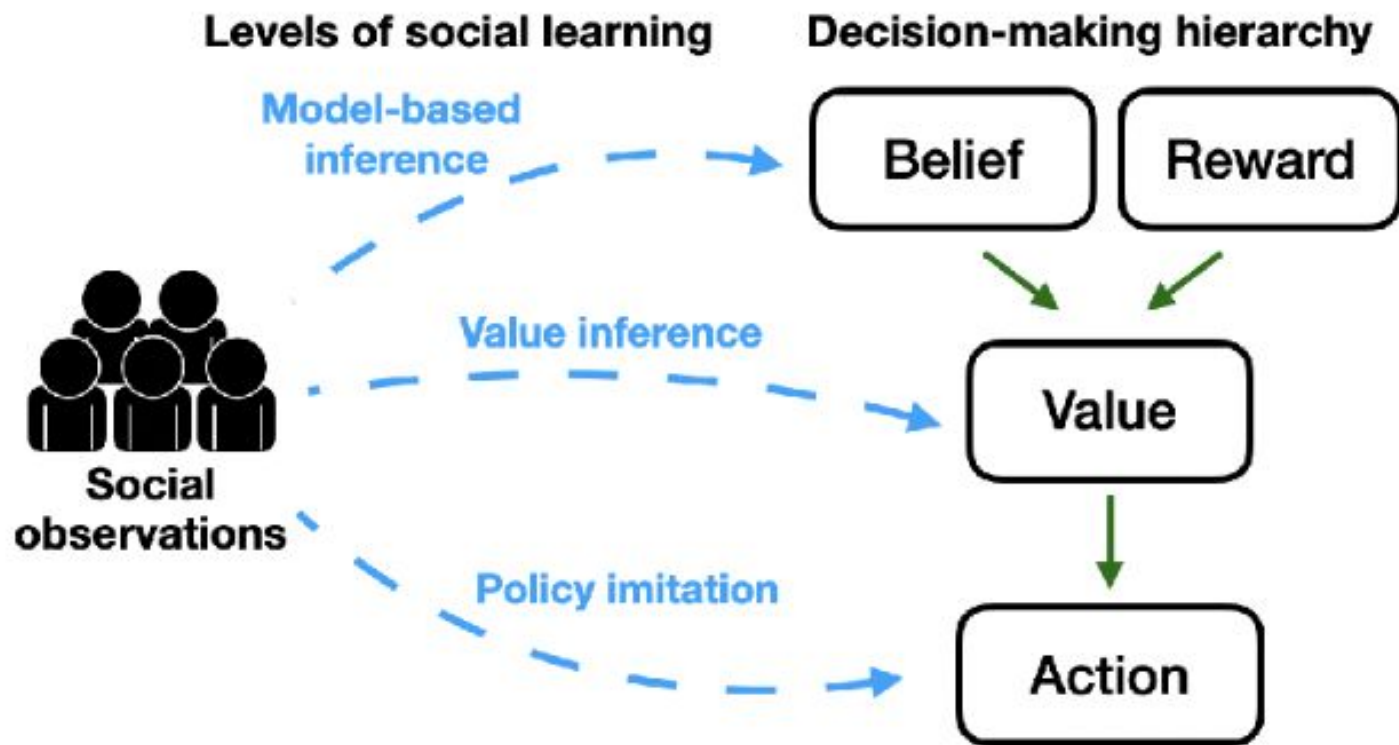 Levels of social learning
Decision-making hierarchy
Model-based
inference
Belief
Reward
Value inference
Value
Social
observations
Policy imitation
Action